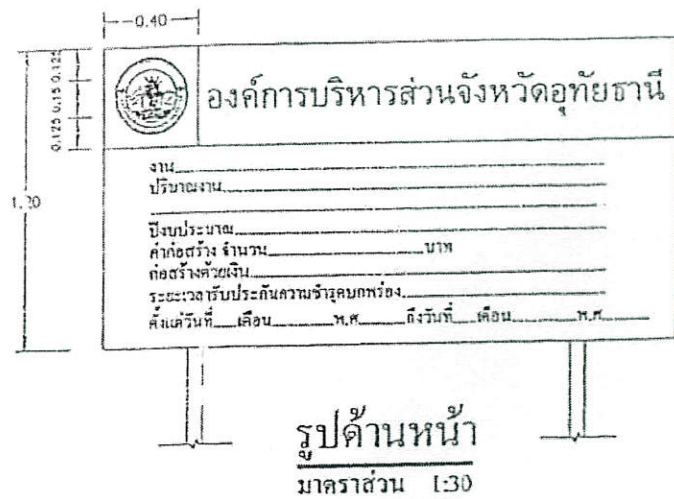 0.40
0.125 0.15 0.125
1.20
องค์การบริหารส่วนจังหวัดอุทัยธานี
งาน
ปริมาณงาน
ปีงบประมาณ
ค่าก่อสร้าง จำนวน บาท
ก่อสร้างด้วยเงิน
ระยะเวลารับประกันความชำรุดบกพร่อง
ตั้งแต่วันที่ เดือน พ.ศ. ถึงวันที่ เดือน พ.ศ.
รูปด้านหน้า
มาตราส่วน 1:30